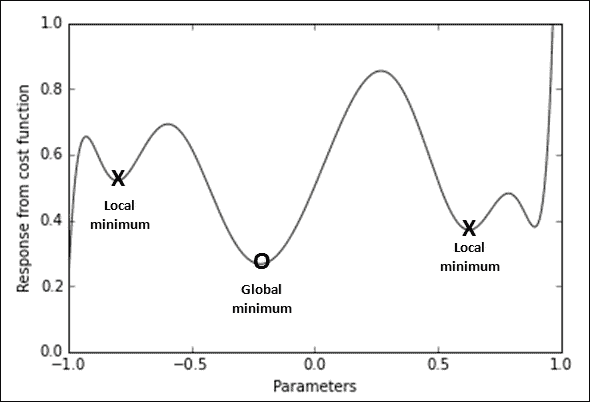 1.0
0.8
0.6
0.4
0.2
0.0
Response from cost function
X
Local
minimum
O
Global
minimum
X
Local
minimum
−1.0 −0.5 0.0 0.5 1.0
Parameters